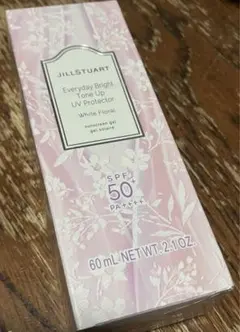 JILLSTUART
Everyday Bright
Tone Up
UV Protector
White Floral
sunscreen gel
gel solaire
SPF
50+
PA++++
60 mL NET WT. 2.1 OZ.